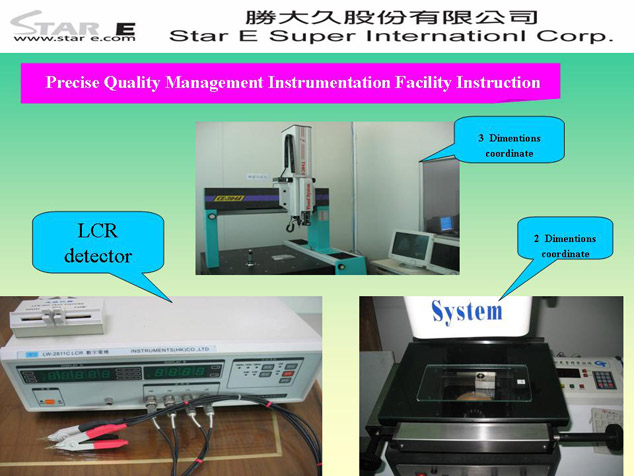 STAR E
www.star e.com
勝大久股份有限公司
Star E Super Internationl Corp.
Precise Quality Management Instrumentation Facility Instruction
3 Dimentions
coordinate
LCR
detector
2 Dimentions
coordinate
LW-2811C LCR 數字電橋
INSTRUMENTS(HK)CO.,LTD
System